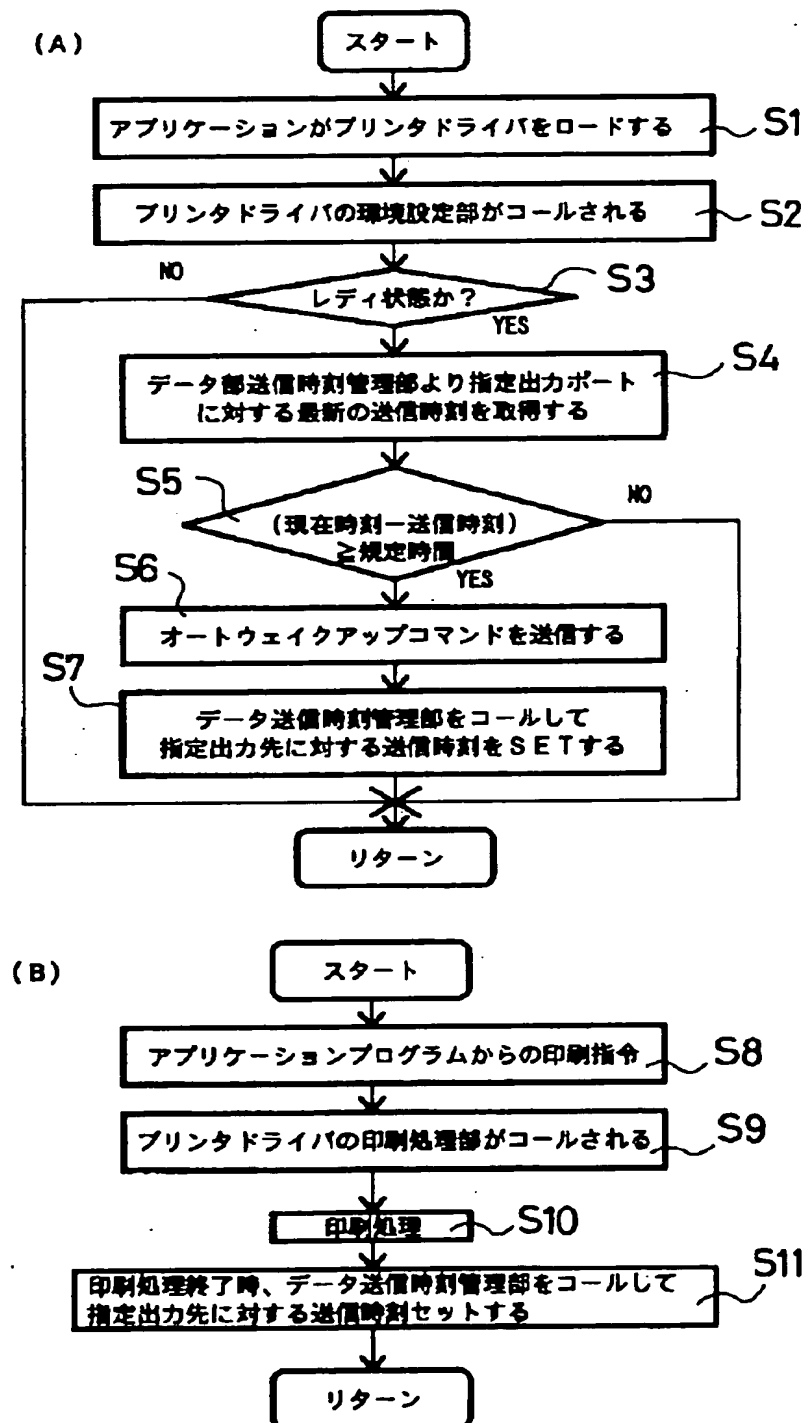 (A)
スタート
アプリケーションがプリンタドライバをロードする
S1
プリンタドライバの環境設定部がコールされる
S2
NO
レディ状態か?
S3
YES
データ部送信時刻管理部より指定出力ポート
に対する最新の送信時刻を取得する
S4
S5
(現在時刻-送信時刻)
≧規定時間
NO
YES
S6
オートウェイクアップコマンドを送信する
S7
データ送信時刻管理部をコールして
指定出力先に対する送信時刻をSETする
リターン
(B)
スタート
アプリケーションプログラムからの印刷指令
S8
プリンタドライバの印刷処理部がコールされる
S9
印刷処理
S10
印刷処理終了時、データ送信時刻管理部をコールして
指定出力先に対する送信時刻セットする
S11
リターン